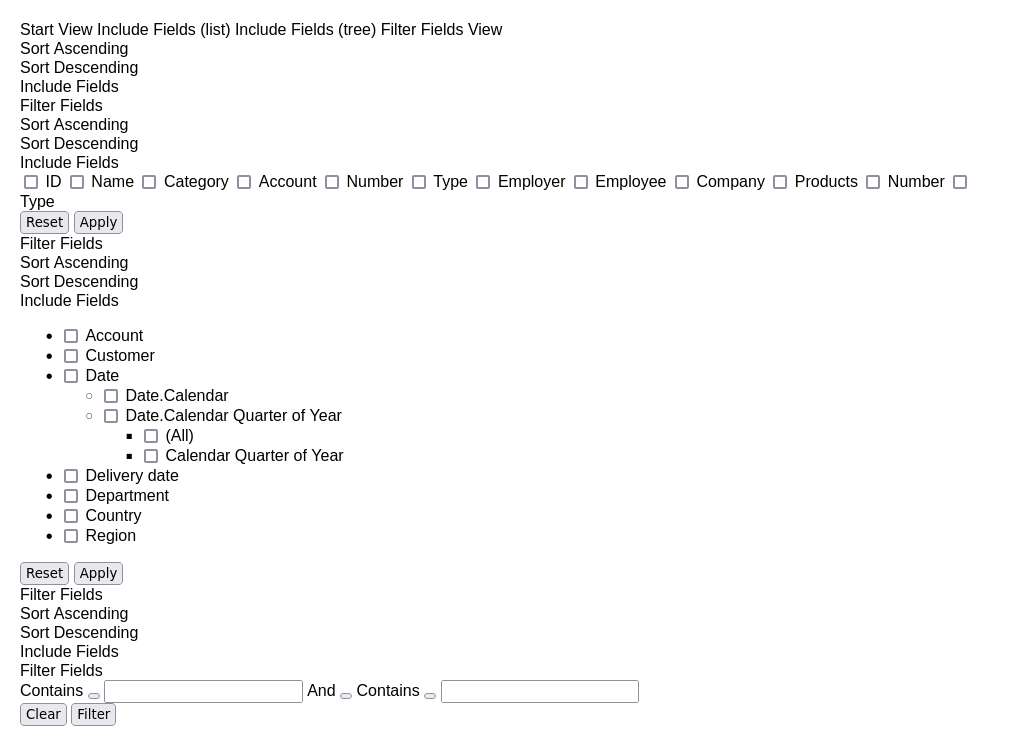 Start View Include Fields (list) Include Fields (tree) Filter Fields View
Sort Ascending
Sort Descending
Include Fields
Filter Fields
Sort Ascending
Sort Descending
Include Fields
ID Name Category Account Number Type Employer Employee Company Products Number
Type
Reset Apply
Filter Fields
Sort Ascending
Sort Descending
Include Fields
Account
Customer
Date
Date.Calendar
Date.Calendar Quarter of Year
(All)
Calendar Quarter of Year
Delivery date
Department
Country
Region
Reset Apply
Filter Fields
Sort Ascending
Sort Descending
Include Fields
Filter Fields
Contains And Contains
Clear Filter